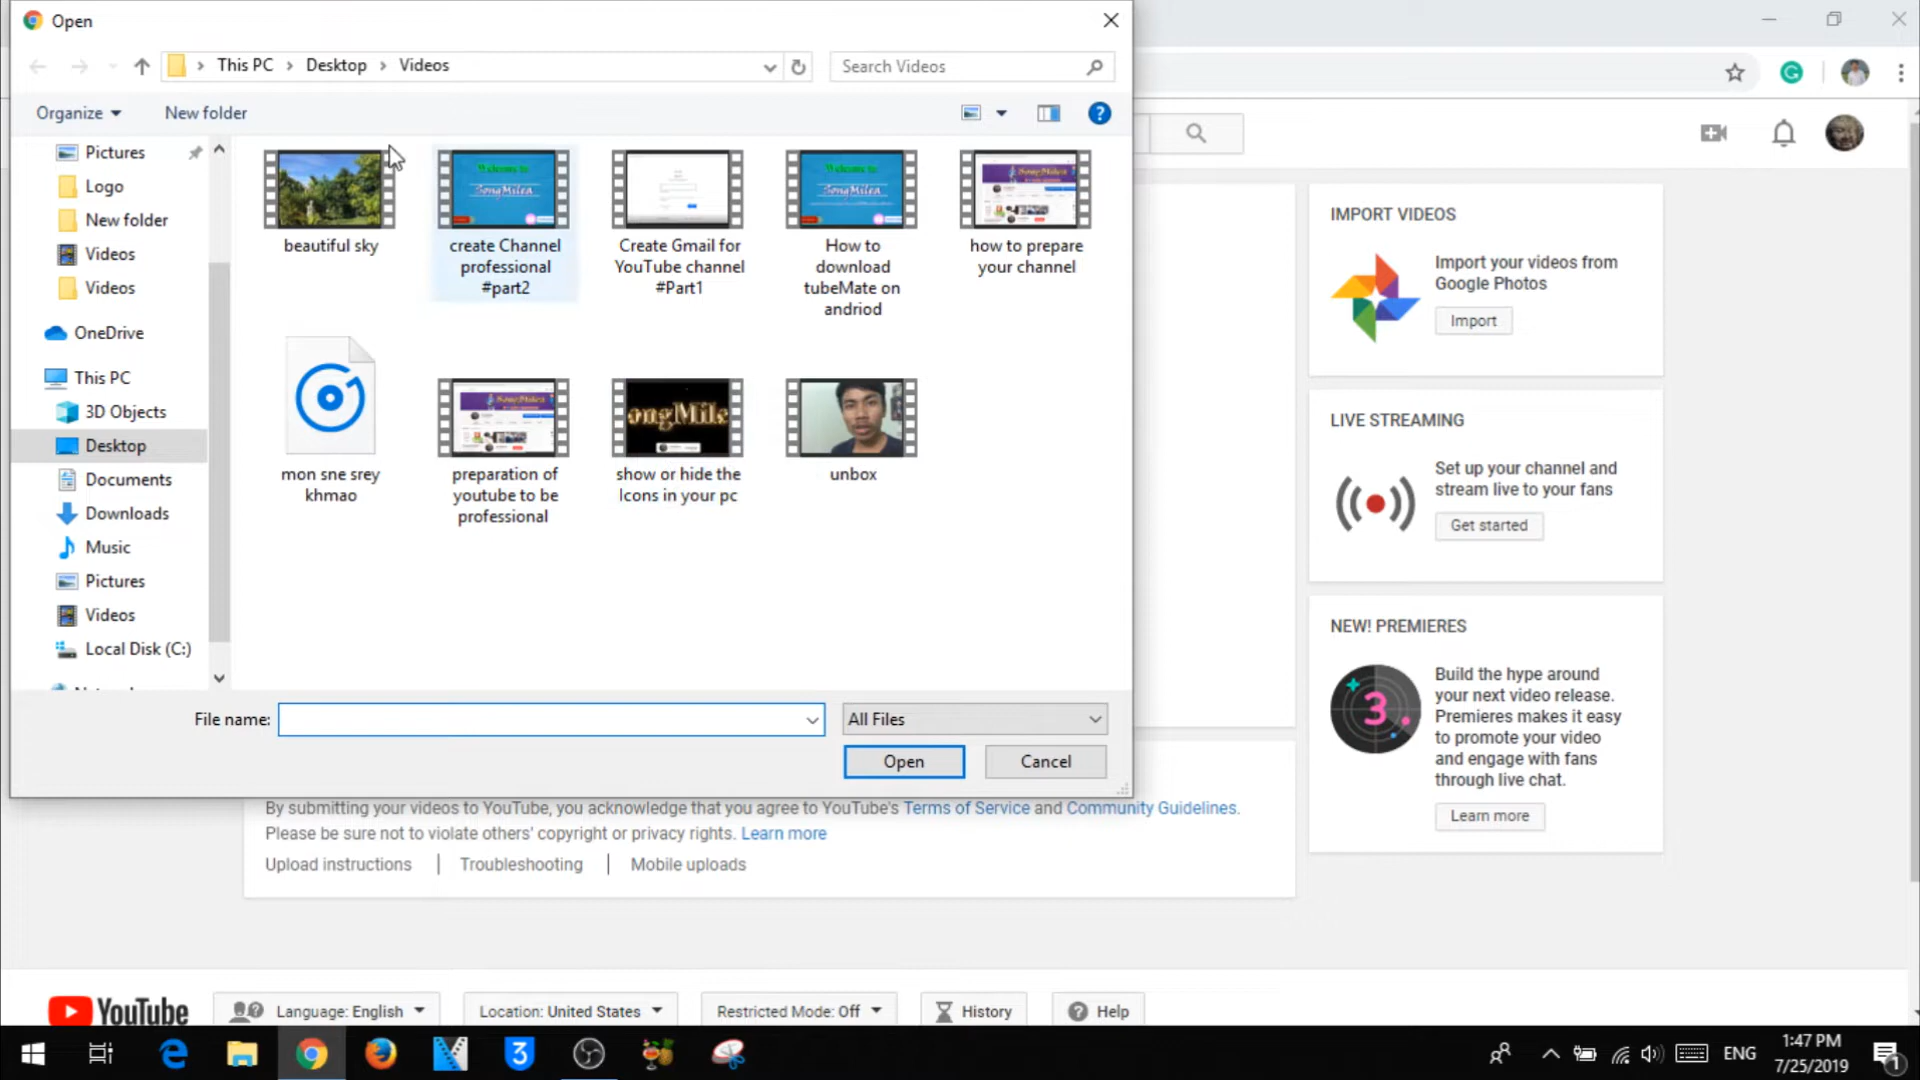 Open
This PC > Desktop > Videos
Search Videos
Organize
New folder
Pictures
Logo
New folder
Videos
Videos
OneDrive
This PC
3D Objects
Desktop
Documents
Downloads
Music
Pictures
Videos
Local Disk (C:)
beautiful sky
create Channel
professional
#part2
Create Gmail for
YouTube channel
#Part1
How to
download
tubeMate on
andriod
how to prepare
your channel
Welcome to
SongMilea
Welcome to
SongMilea
mon sne srey
khmao
preparation of
youtube to be
professional
show or hide the
Icons in your pc
unbox
File name:
All Files
Open
Cancel
IMPORT VIDEOS
Import your videos from
Google Photos
Import
LIVE STREAMING
Set up your channel and
stream live to your fans
Get started
NEW! PREMIERES
3
Build the hype around
your next video release.
Premieres makes it easy
to promote your video
and engage with fans
through live chat.
Learn more
By submitting your videos to YouTube, you acknowledge that you agree to YouTube's Terms of Service and Community Guidelines.
Please be sure not to violate others' copyright or privacy rights. Learn more
Upload instructions | Troubleshooting | Mobile uploads
YouTube
Language: English
Location: United States
Restricted Mode: Off
History
Help
3
ENG
1:47 PM
7/25/2019
1